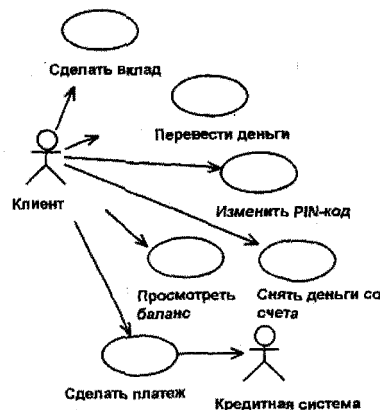 Сделать вклад
Перевести деньги
Клиент
Изменить PIN-код
Просмотреть
баланс
Снять деньги со
счета
Сделать платеж
Кредитная система